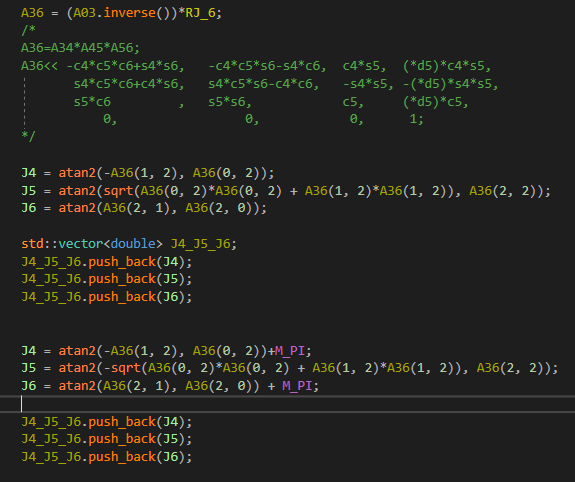 A36 = (A03.inverse())*RJ_6;
/*
A36=A34*A45*A56;
A36<< -c4*c5*c6+s4*s6,   -c4*c5*s6-s4*c6,  c4*s5,  (*d5)*c4*s5,
       s4*c5*c6+c4*s6,   s4*c5*s6-c4*c6,   -s4*s5, -(*d5)*s4*s5,
       s5*c6         ,   s5*s6,            c5,     (*d5)*c5,
           0,                 0,            0,      1;
*/
J4 = atan2(-A36(1, 2), A36(0, 2));
J5 = atan2(sqrt(A36(0, 2)*A36(0, 2) + A36(1, 2)*A36(1, 2)), A36(2, 2));
J6 = atan2(A36(2, 1), A36(2, 0));
std::vector<double> J4_J5_J6;
J4_J5_J6.push_back(J4);
J4_J5_J6.push_back(J5);
J4_J5_J6.push_back(J6);
J4 = atan2(-A36(1, 2), A36(0, 2))+M_PI;
J5 = atan2(-sqrt(A36(0, 2)*A36(0, 2) + A36(1, 2)*A36(1, 2)), A36(2, 2));
J6 = atan2(A36(2, 1), A36(2, 0)) + M_PI;
J4_J5_J6.push_back(J4);
J4_J5_J6.push_back(J5);
J4_J5_J6.push_back(J6);